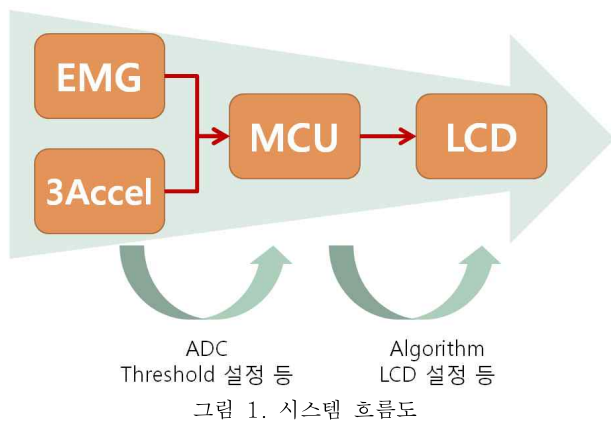 EMG
3Accel
MCU
LCD
ADC
Threshold 설정 등
Algorithm
LCD 설정 등
그림 1. 시스템 흐름도